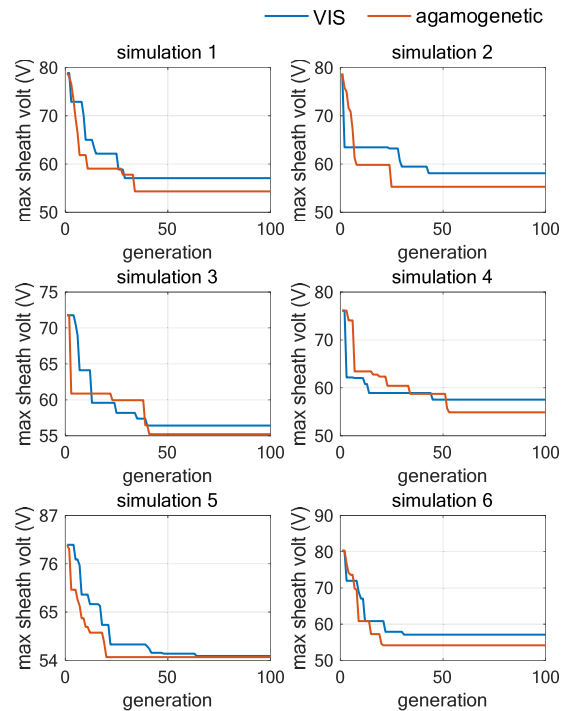 VIS agamogenetic
simulation 1
max sheath volt (V)
80
70
60
50
0 50 100
generation
simulation 2
max sheath volt (V)
80
70
60
50
0 50 100
generation
simulation 3
max sheath volt (V)
75
70
65
60
55
0 50 100
generation
simulation 4
max sheath volt (V)
80
70
60
50
0 50 100
generation
simulation 5
max sheath volt (V)
87
76
65
54
0 50 100
generation
simulation 6
max sheath volt (V)
90
80
70
60
50
0 50 100
generation